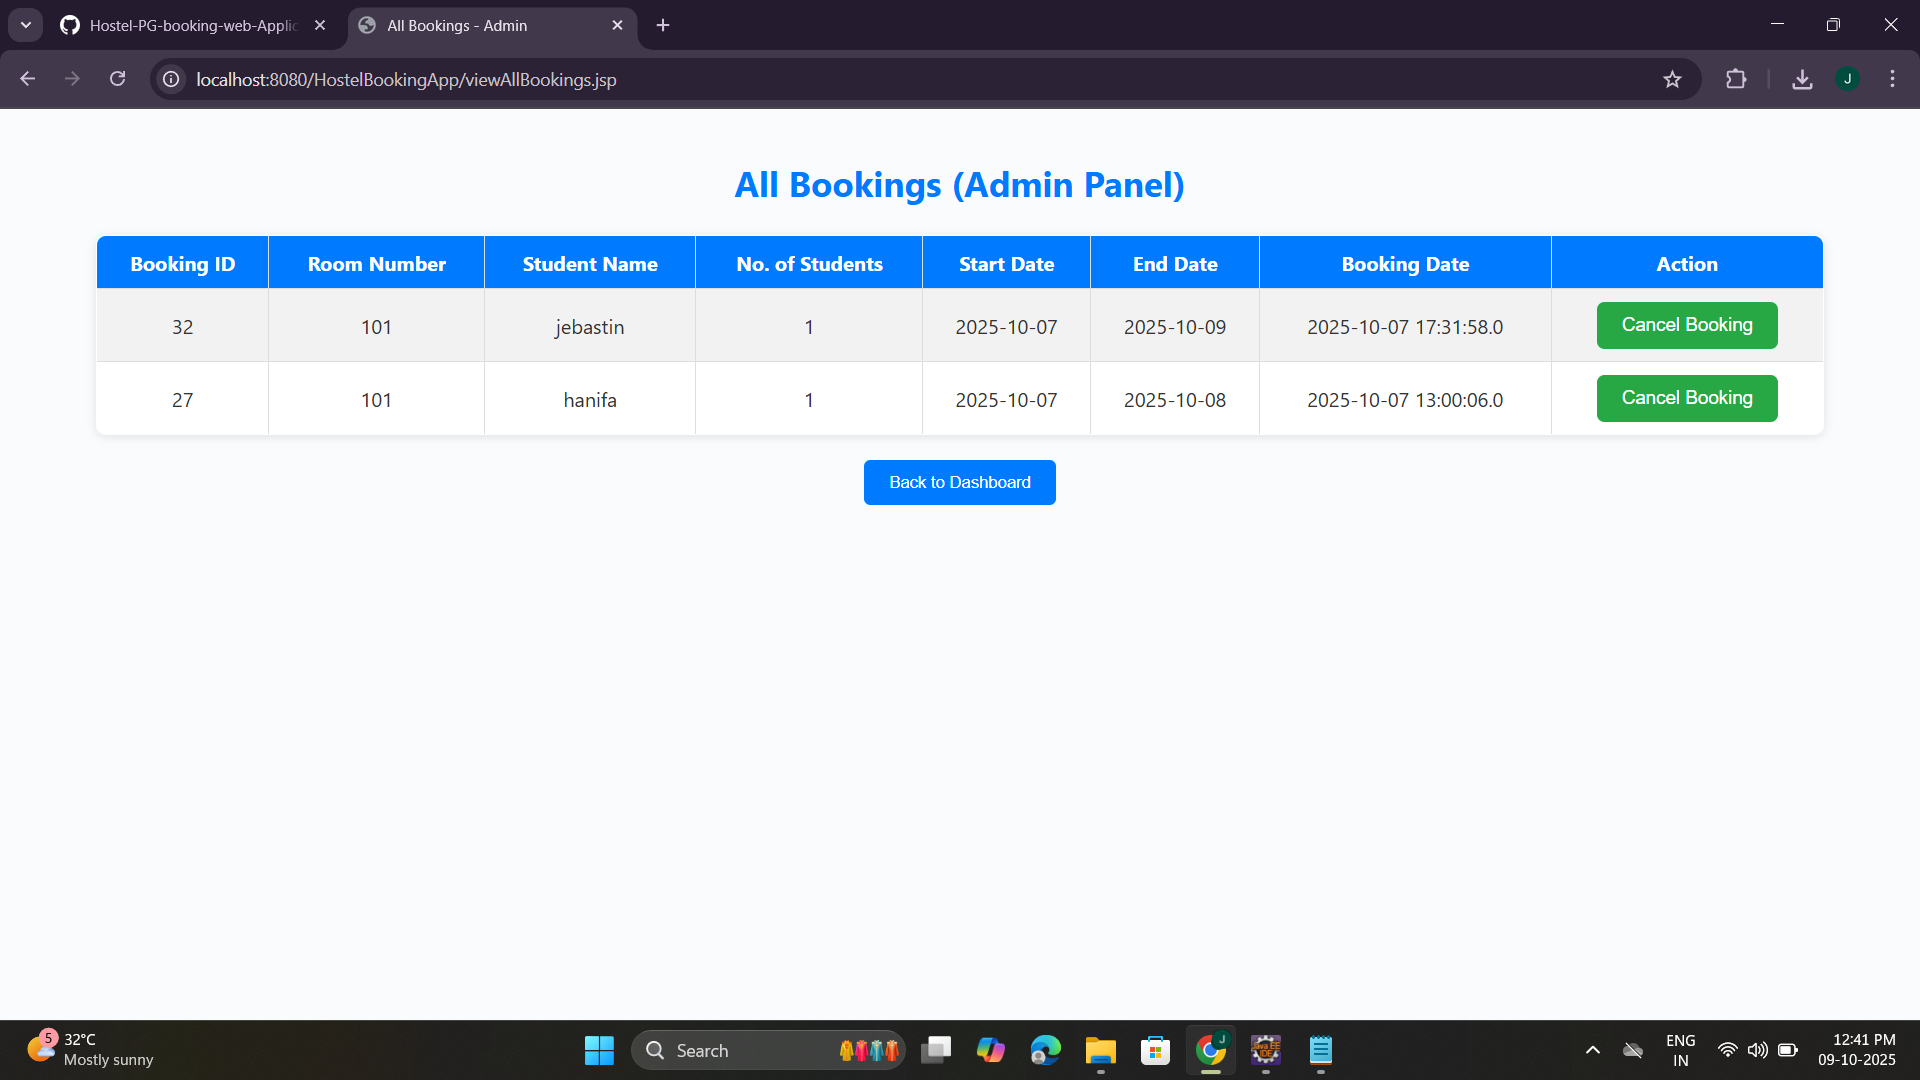 Hostel-PG-booking-web-Applic
All Bookings - Admin
localhost:8080/HostelBookingApp/viewAllBookings.jsp
J
All Bookings (Admin Panel)
Booking ID Room Number Student Name No. of Students Start Date End Date Booking Date Action
32 101 jebastin 1 2025-10-07 2025-10-09 2025-10-07 17:31:58.0 Cancel Booking
27 101 hanifa 1 2025-10-07 2025-10-08 2025-10-07 13:00:06.0 Cancel Booking
Back to Dashboard
5
32°C
Mostly sunny
Search
J
Java EE
IDE
ENG
IN
12:41 PM
09-10-2025